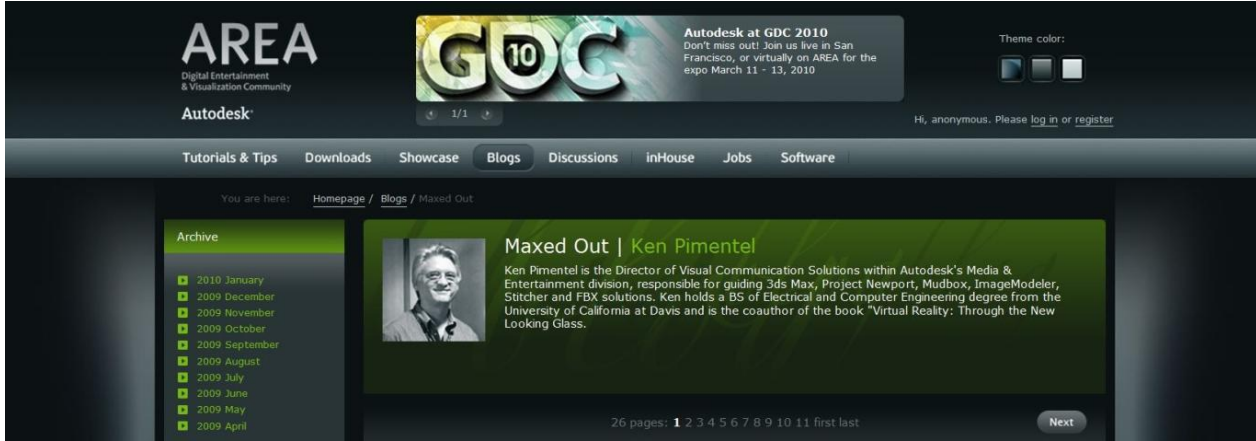 AREA
Digital Entertainment
& Visualization Community
Autodesk
GDC
10
Autodesk at GDC 2010
Don't miss out! Join us live in San
Francisco, or virtually on AREA for the
expo March 11 - 13, 2010
1/1
Theme color:
Hi, anonymous. Please log in or register
Tutorials & Tips Downloads Showcase Blogs Discussions inHouse Jobs Software
You are here: Homepage / Blogs / Maxed Out
Archive
2010 January
2009 December
2009 November
2009 October
2009 September
2009 August
2009 July
2009 June
2009 May
2009 April
Maxed Out | Ken Pimentel
Ken Pimentel is the Director of Visual Communication Solutions within Autodesk's Media &
Entertainment division, responsible for guiding 3ds Max, Project Newport, Mudbox, ImageModeler,
Stitcher and FBX solutions. Ken holds a BS of Electrical and Computer Engineering degree from the
University of California at Davis and is the coauthor of the book "Virtual Reality: Through the New
Looking Glass.
26 pages: 1 2 3 4 5 6 7 8 9 10 11 first last
Next